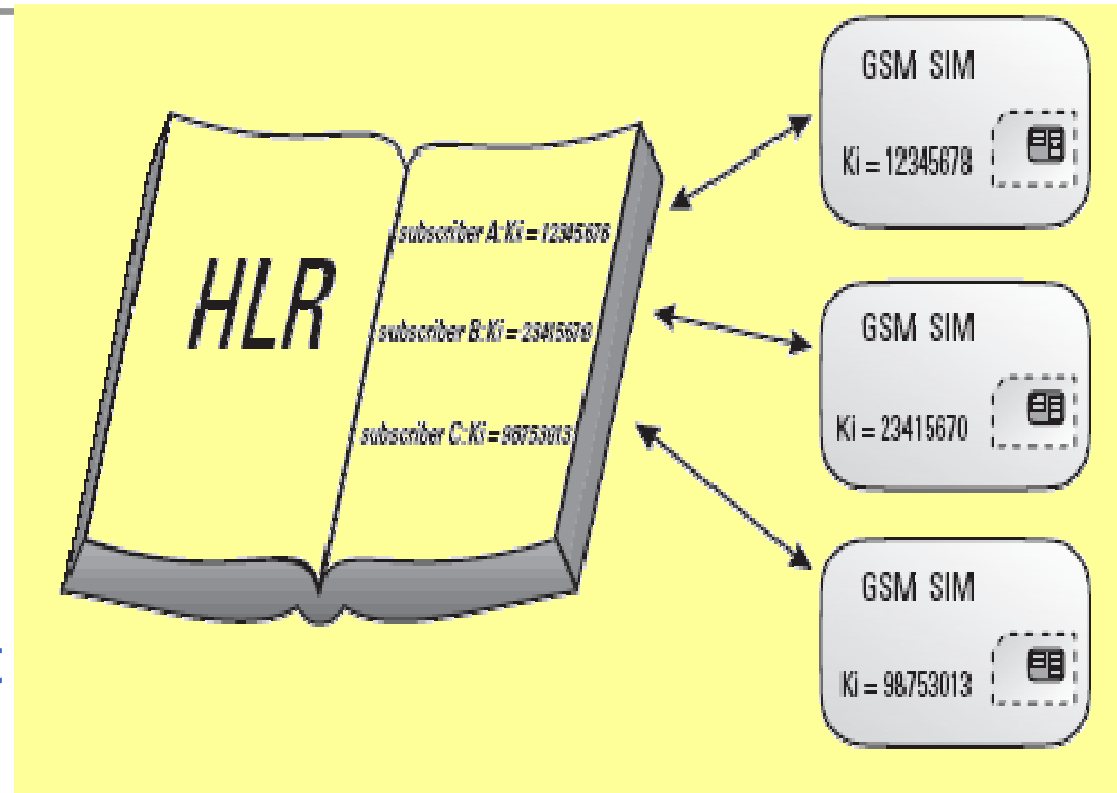 HLR
subscriber A: Ki = 12345678
subscriber B: Ki = 23415670
subscriber C: Ki = 98753013
GSM SIM
Ki = 12345678
GSM SIM
Ki = 23415670
GSM SIM
Ki = 98753013